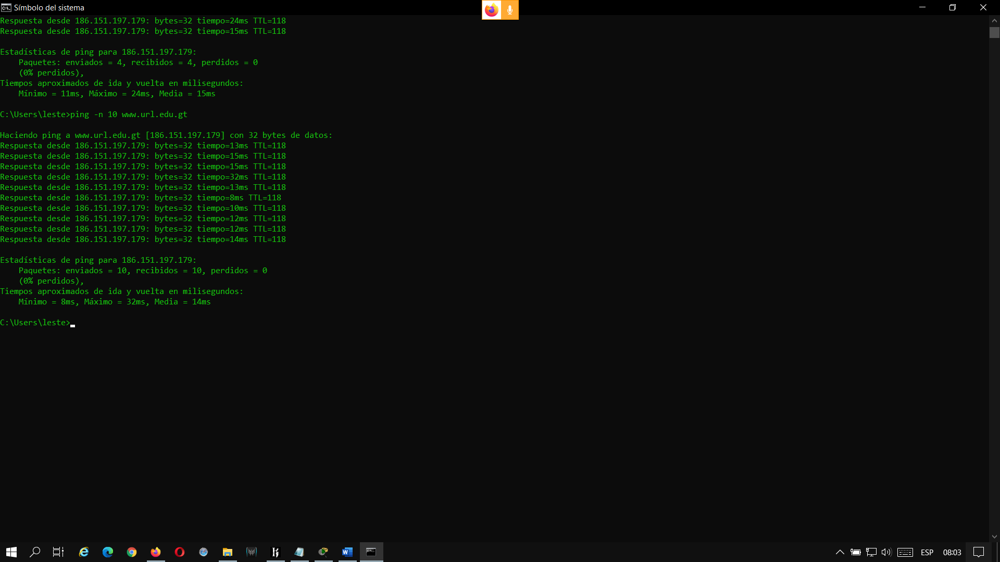 Símbolo del sistema
Respuesta desde 186.151.197.179: bytes=32 tiempo=24ms TTL=118
Respuesta desde 186.151.197.179: bytes=32 tiempo=15ms TTL=118
Estadísticas de ping para 186.151.197.179:
Paquetes: enviados = 4, recibidos = 4, perdidos = 0
(0% perdidos),
Tiempos aproximados de ida y vuelta en milisegundos:
Mínimo = 11ms, Máximo = 24ms, Media = 15ms
C:\Users\leste>ping -n 10 www.url.edu.gt
Haciendo ping a www.url.edu.gt [186.151.197.179] con 32 bytes de datos:
Respuesta desde 186.151.197.179: bytes=32 tiempo=13ms TTL=118
Respuesta desde 186.151.197.179: bytes=32 tiempo=15ms TTL=118
Respuesta desde 186.151.197.179: bytes=32 tiempo=15ms TTL=118
Respuesta desde 186.151.197.179: bytes=32 tiempo=32ms TTL=118
Respuesta desde 186.151.197.179: bytes=32 tiempo=13ms TTL=118
Respuesta desde 186.151.197.179: bytes=32 tiempo=8ms TTL=118
Respuesta desde 186.151.197.179: bytes=32 tiempo=10ms TTL=118
Respuesta desde 186.151.197.179: bytes=32 tiempo=12ms TTL=118
Respuesta desde 186.151.197.179: bytes=32 tiempo=12ms TTL=118
Respuesta desde 186.151.197.179: bytes=32 tiempo=14ms TTL=118
Estadísticas de ping para 186.151.197.179:
Paquetes: enviados = 10, recibidos = 10, perdidos = 0
(0% perdidos),
Tiempos aproximados de ida y vuelta en milisegundos:
Mínimo = 8ms, Máximo = 32ms, Media = 14ms
C:\Users\leste>
ESP 08:03